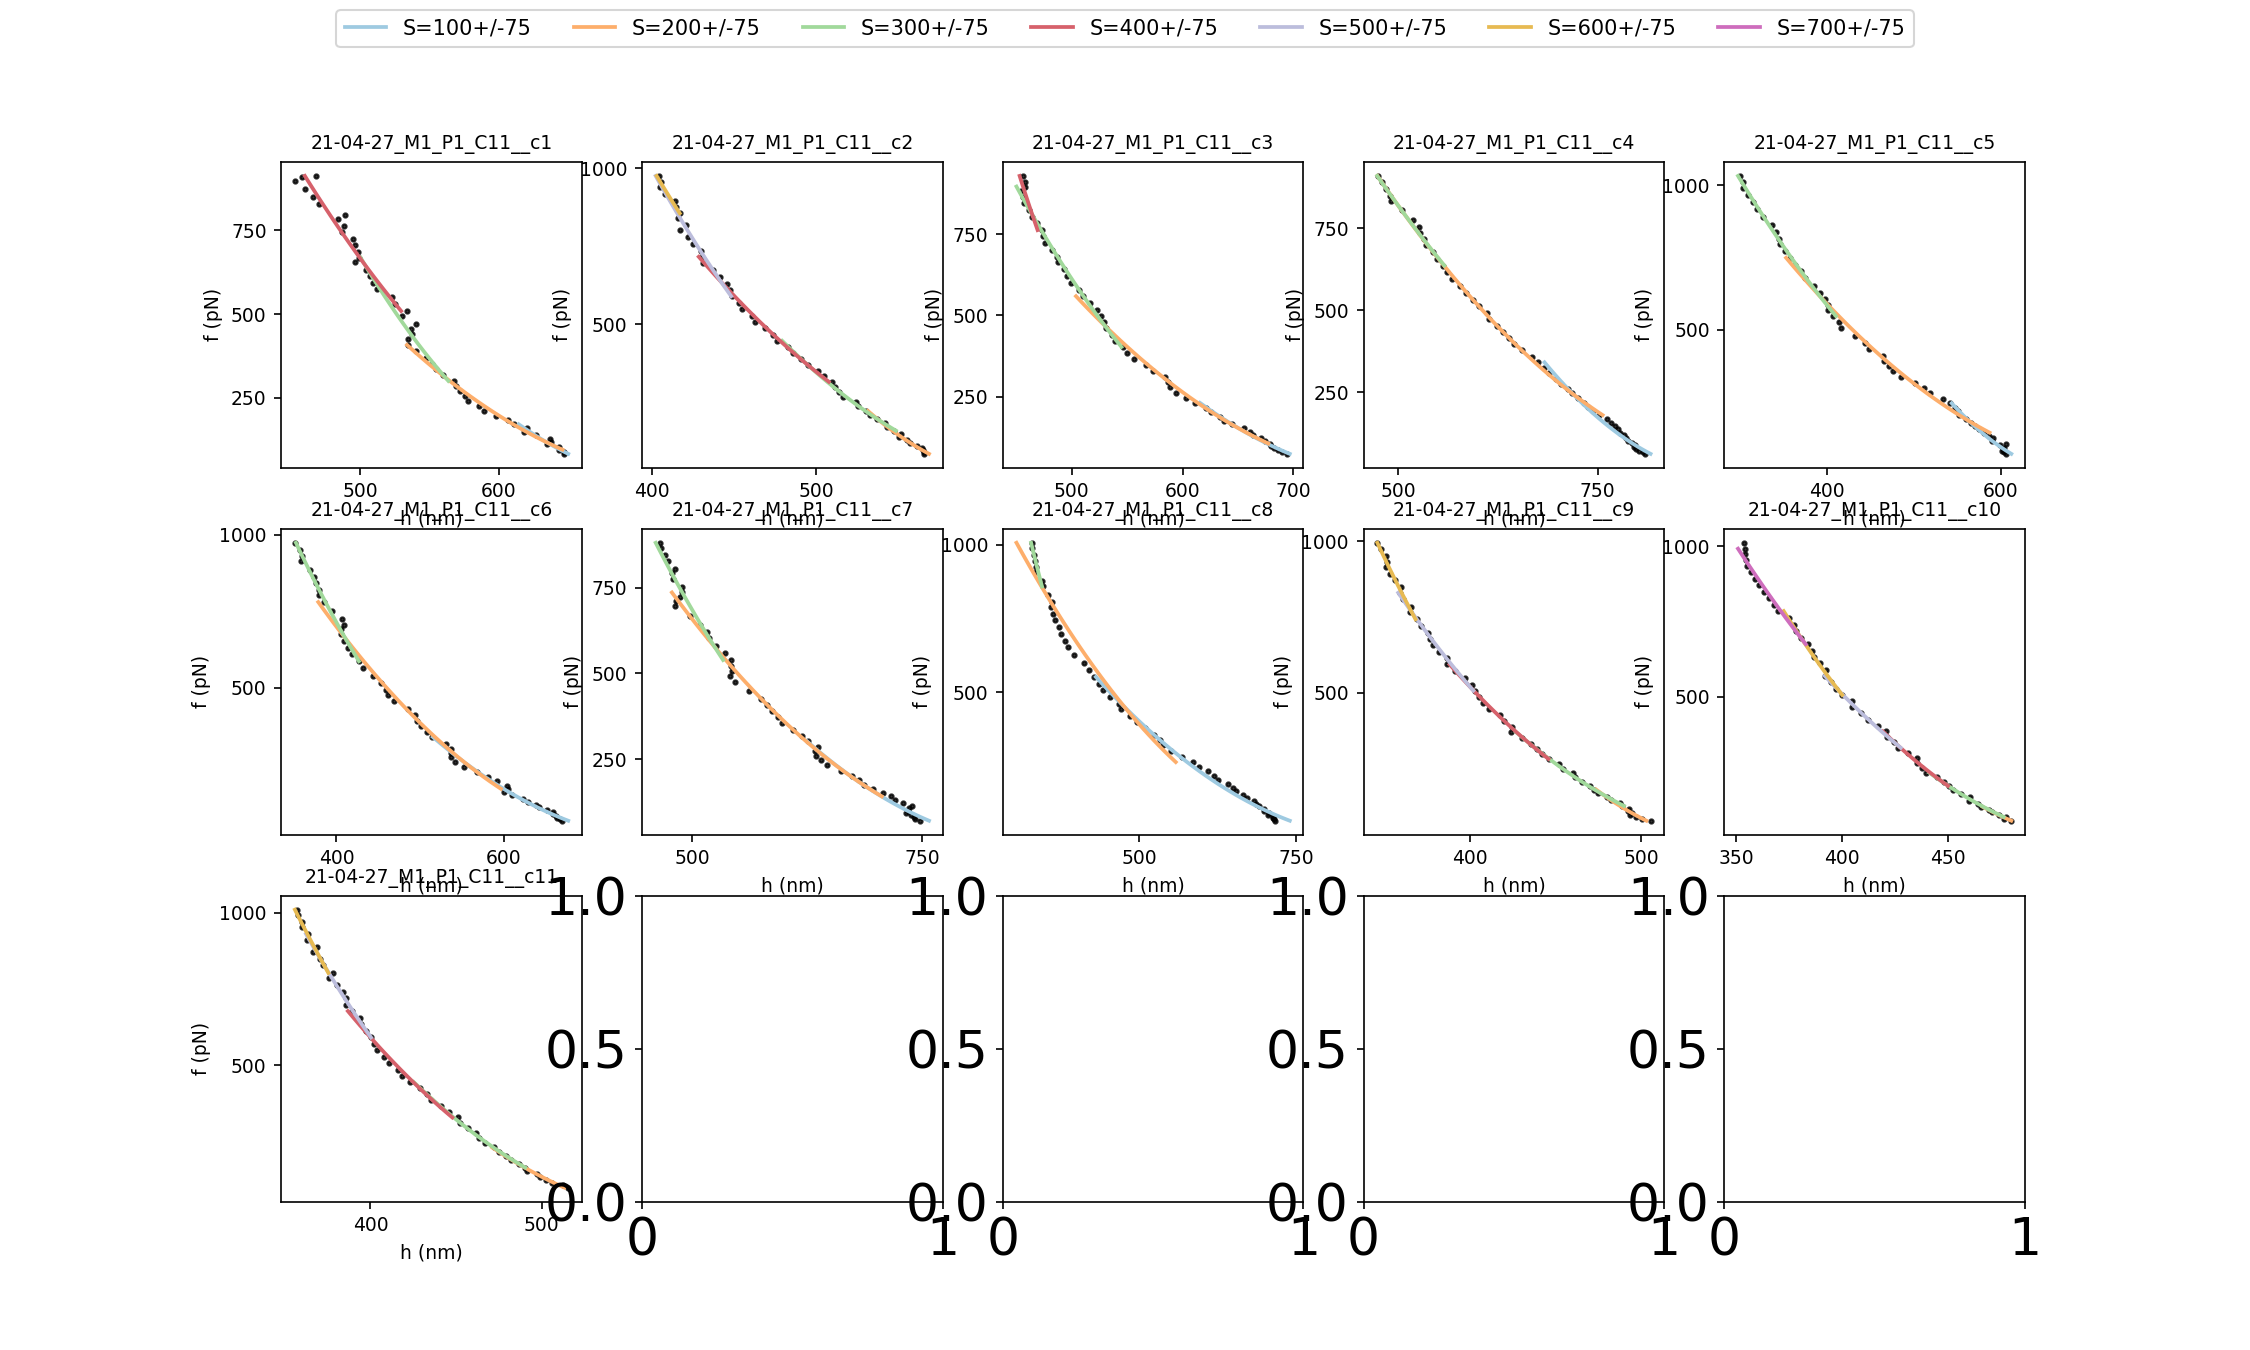 S=100+/-75 S=200+/-75 S=300+/-75 S=400+/-75 S=500+/-75 S=600+/-75 S=700+/-75
21-04-27_M1_P1_C11__c1
f (pN)
750
500
250
500 600
h (nm)
21-04-27_M1_P1_C11__c2
f (pN)
1000
500
400 500
h (nm)
21-04-27_M1_P1_C11__c3
f (pN)
750
500
250
500 600 700
h (nm)
21-04-27_M1_P1_C11__c4
f (pN)
750
500
250
500 750
h (nm)
21-04-27_M1_P1_C11__c5
f (pN)
1000
500
400 600
h (nm)
21-04-27_M1_P1_C11__c6
f (pN)
1000
500
400 600
h (nm)
21-04-27_M1_P1_C11__c7
f (pN)
750
500
250
500 750
h (nm)
21-04-27_M1_P1_C11__c8
f (pN)
1000
500
500 750
h (nm)
21-04-27_M1_P1_C11__c9
f (pN)
1000
500
400 500
h (nm)
21-04-27_M1_P1_C11__c10
f (pN)
1000
500
350 400 450
h (nm)
21-04-27_M1_P1_C11__c11
f (pN)
1000
500
400 500
h (nm)
1.0
0.5
0.0
0 1
1.0
0.5
0.0
0 1
1.0
0.5
0.0
0 1
1.0
0.5
0.0
0 1